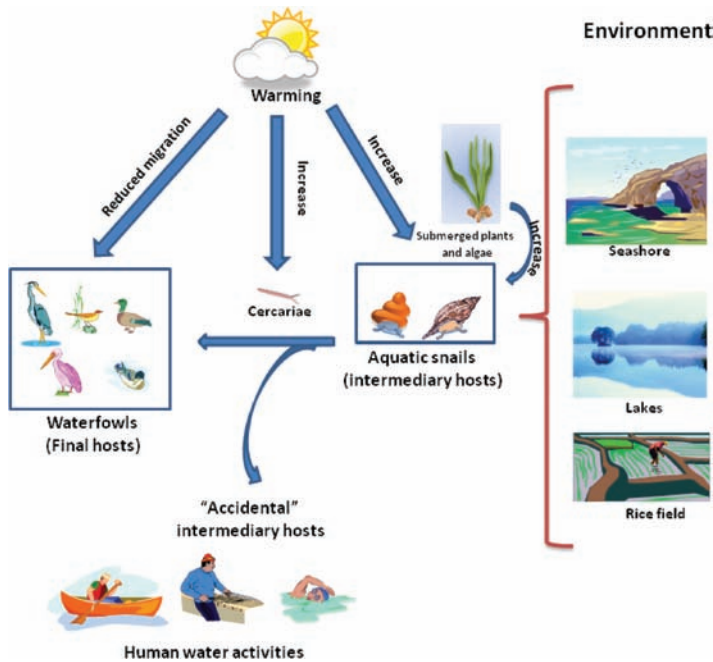 Environment
Warming
Reduced migration
Increase
Increase
Submerged plants
and algae
Increase
Seashore
Cercariae
Aquatic snails
(intermediary hosts)
Waterfowls
(Final hosts)
Lakes
"Accidental"
intermediary hosts
Rice field
Human water activities